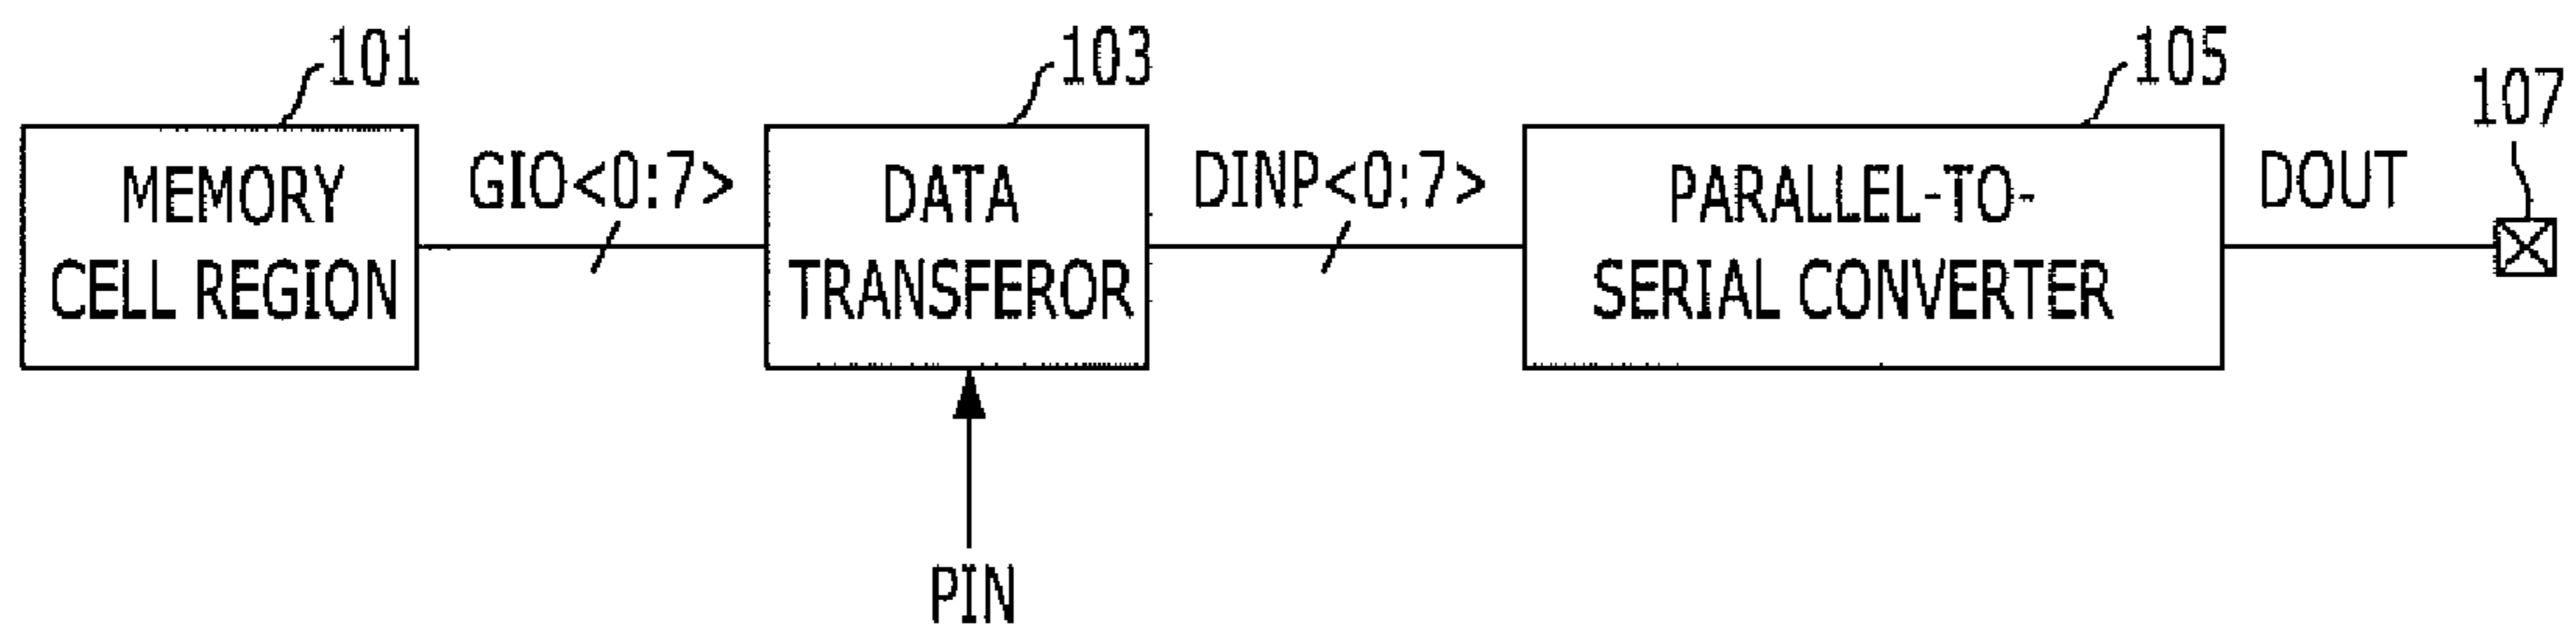 101
103
105
107
MEMORY
CELL REGION
GIO<0:7>
DATA
TRANSFEROR
DINP<0:7>
PARALLEL-TO-
SERIAL CONVERTER
DOUT
PIN